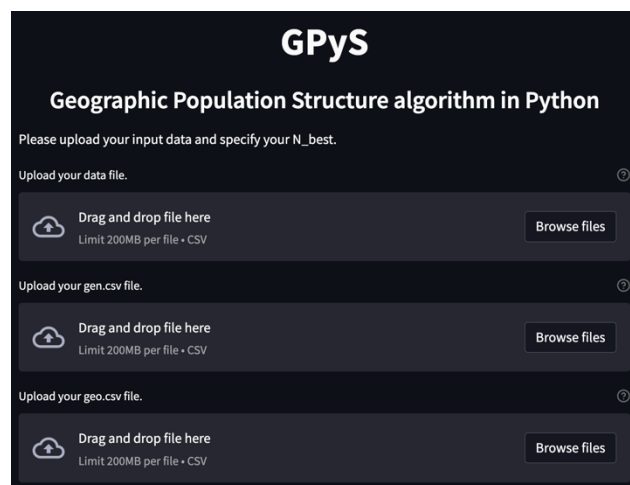 GPyS
Geographic Population Structure algorithm in Python
Please upload your input data and specify your N_best.
Upload your data file.
Drag and drop file here
Limit 200MB per file • CSV
Browse files
Upload your gen.csv file.
Drag and drop file here
Limit 200MB per file • CSV
Browse files
Upload your geo.csv file.
Drag and drop file here
Limit 200MB per file • CSV
Browse files